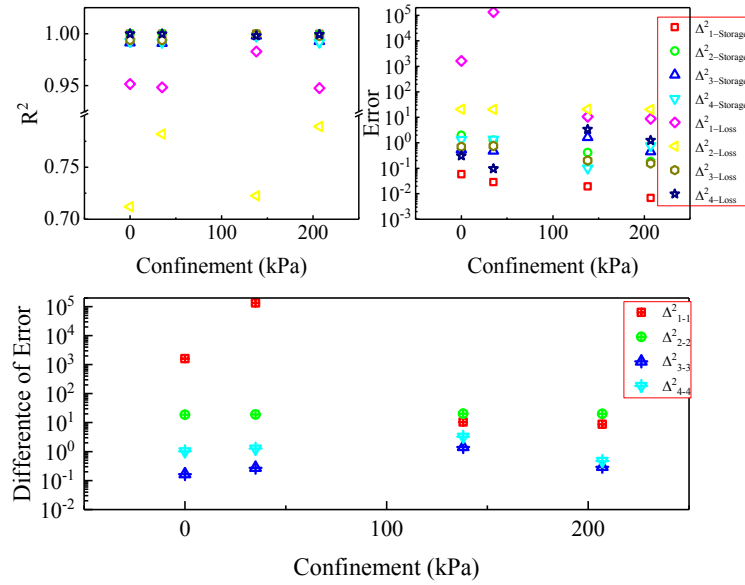 1.00
0.95
0.75
0.70
R²
0 100 200
Confinement (kPa)
10⁵
10⁴
10³
10²
10¹
10⁰
10⁻¹
10⁻²
10⁻³
Error
0 50 100 150 200
Confinement (kPa)
Δ²1–Storage
Δ²2–Storage
Δ²3–Storage
Δ²4–Storage
Δ²1–Loss
Δ²2–Loss
Δ²3–Loss
Δ²4–Loss
10⁵
10⁴
10³
10²
10¹
10⁰
10⁻¹
10⁻²
Differentce of Error
0 100 200
Confinement (kPa)
Δ²1-1
Δ²2-2
Δ²3-3
Δ²4-4